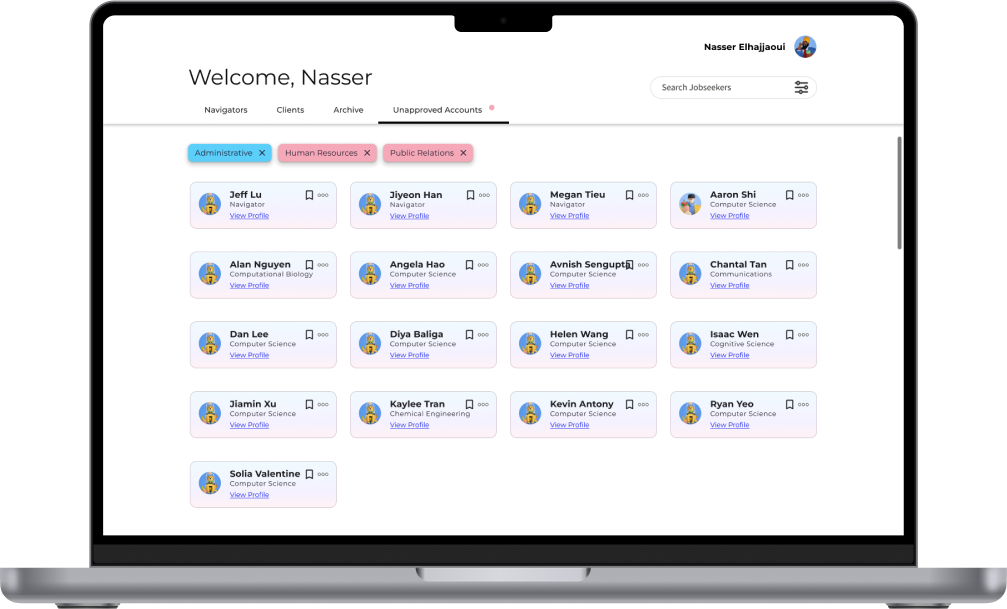 Nasser Elhajjaoui
Welcome, Nasser
Search Jobseekers
Navigators Clients Archive Unapproved Accounts
Administrative Human Resources Public Relations
Jeff Lu Jiyeon Han Megan Tieu Aaron Shi
Navigator Navigator Navigator Computer Science
View Profile View Profile View Profile View Profile
Alan Nguyen Angela Hao Avnish Sengupta Chantal Tan
Computational Biology Computer Science Computer Science Communications
View Profile View Profile View Profile View Profile
Dan Lee Diya Baliga Helen Wang Isaac Wen
Computer Science Computer Science Computer Science Cognitive Science
View Profile View Profile View Profile View Profile
Jiamin Xu Kaylee Tran Kevin Antony Ryan Yeo
Computer Science Chemical Engineering Computer Science Computer Science
View Profile View Profile View Profile View Profile
Solia Valentine
Computer Science
View Profile